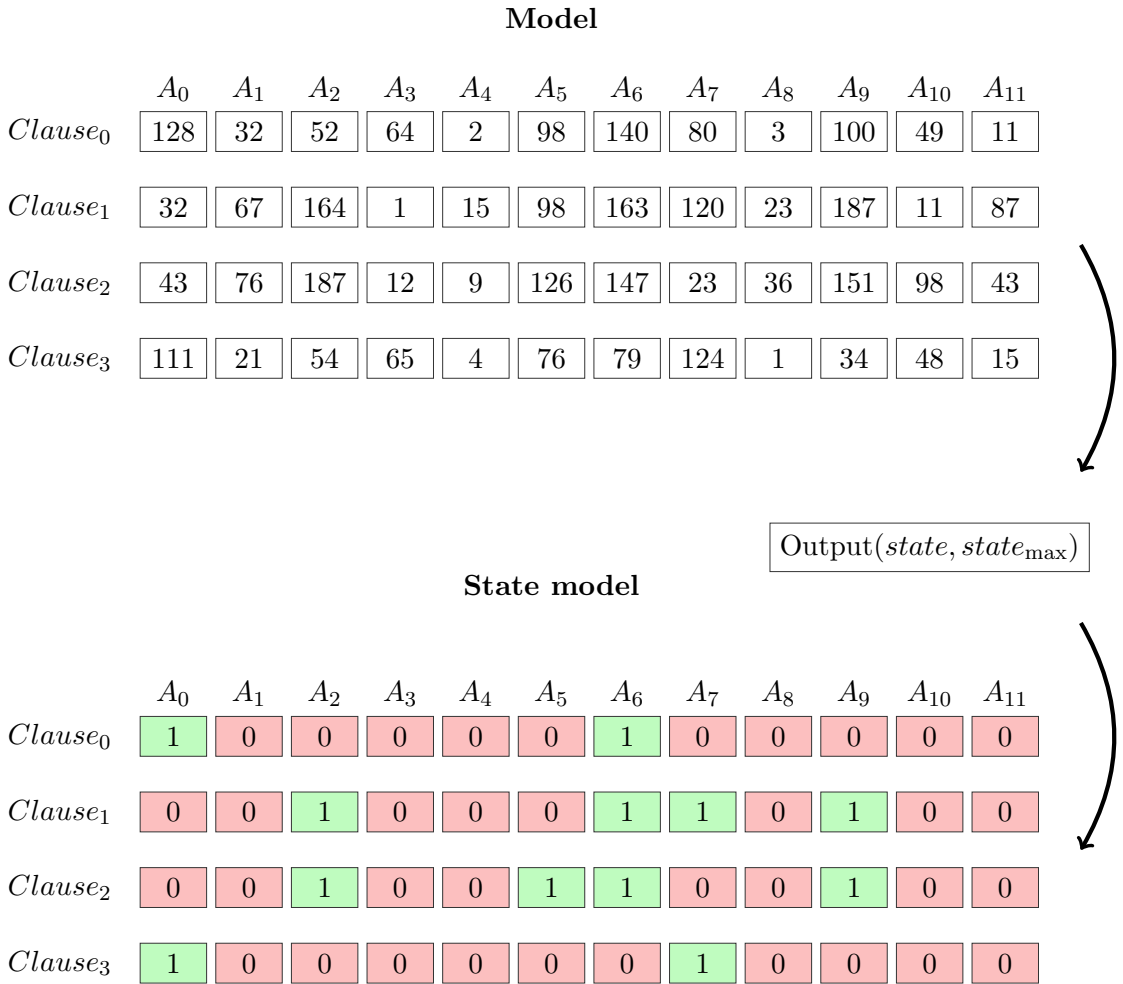 Model
A₀ A₁ A₂ A₃ A₄ A₅ A₆ A₇ A₈ A₉ A₁₀ A₁₁
Clause₀ 128 32 52 64 2 98 140 80 3 100 49 11
Clause₁ 32 67 164 1 15 98 163 120 23 187 11 87
Clause₂ 43 76 187 12 9 126 147 23 36 151 98 43
Clause₃ 111 21 54 65 4 76 79 124 1 34 48 15
Output(state, state_max)
State model
A₀ A₁ A₂ A₃ A₄ A₅ A₆ A₇ A₈ A₉ A₁₀ A₁₁
Clause₀ 1 0 0 0 0 0 1 0 0 0 0 0
Clause₁ 0 0 1 0 0 0 1 1 0 1 0 0
Clause₂ 0 0 1 0 0 1 1 0 0 1 0 0
Clause₃ 1 0 0 0 0 0 0 1 0 0 0 0